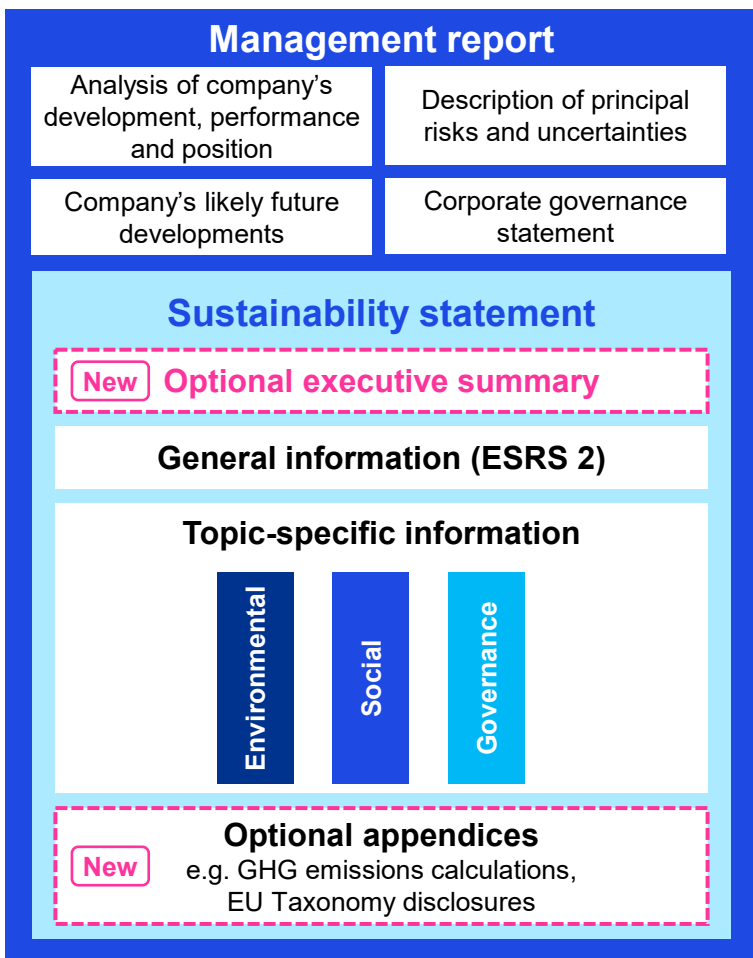 Management report
Analysis of company's
development, performance
and position
Description of principal
risks and uncertainties
Company's likely future
developments
Corporate governance
statement
Sustainability statement
New Optional executive summary
General information (ESRS 2)
Topic-specific information
Environmental
Social
Governance
New
Optional appendices
e.g. GHG emissions calculations,
EU Taxonomy disclosures